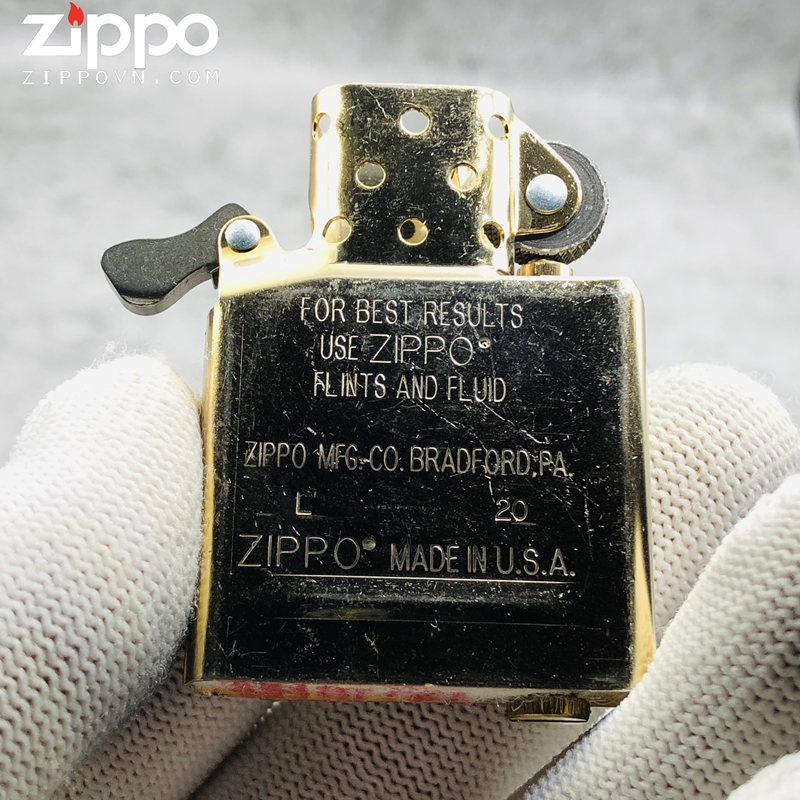 zippo
ZIPPOVN.COM
FOR BEST RESULTS
USE ZIPPO®
FLINTS AND FLUID
ZIPPO MFG. CO. BRADFORD, PA.
L 20
ZIPPO® MADE IN U.S.A.